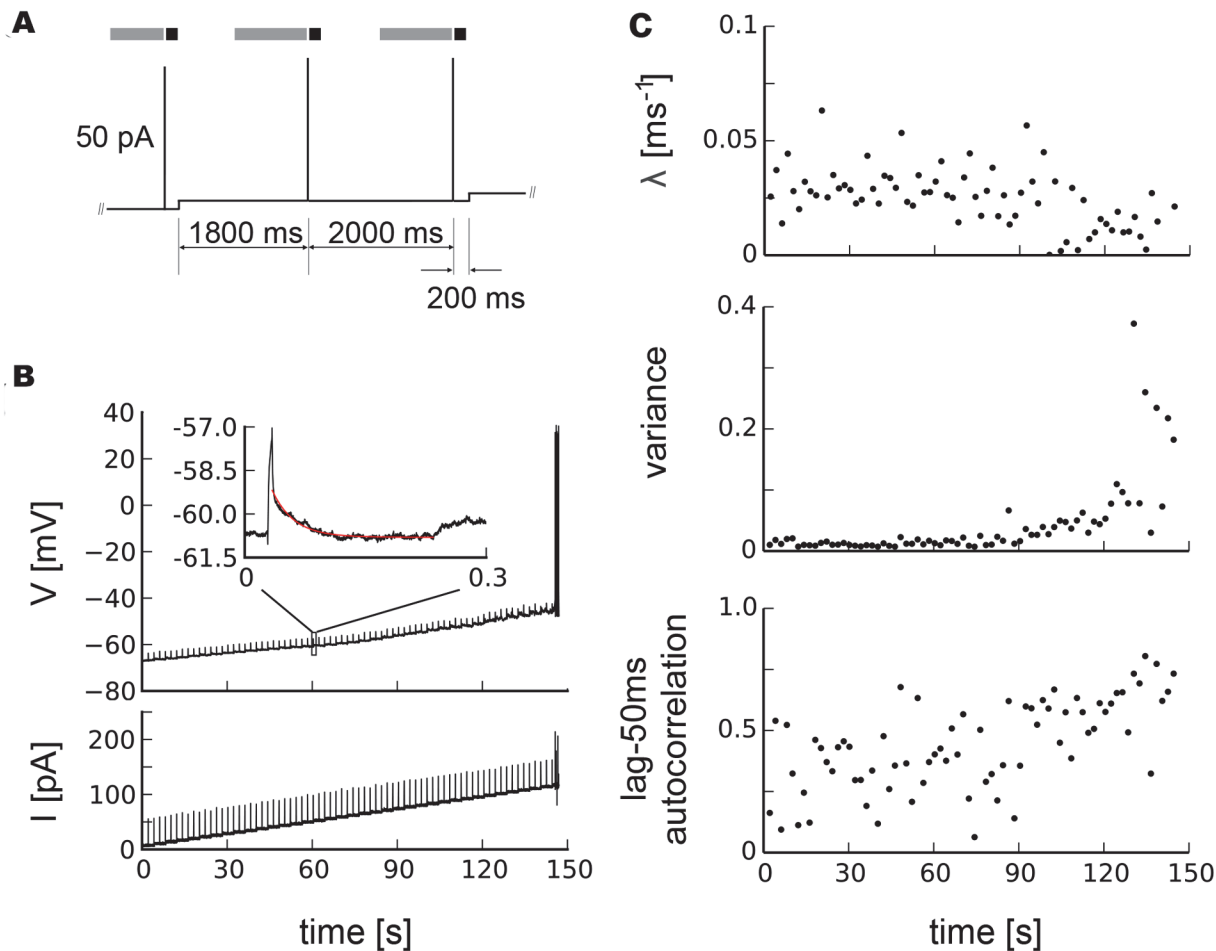 A
50 pA
//
//
1800 ms
2000 ms
200 ms
B
V [mV]
40
20
0
−20
−40
−60
−80
-57.0
-58.5
-60.0
-61.5
0
0.3
I [pA]
200
100
0
0
30
60
90
120
150
time [s]
C
λ [ms-1]
0.1
0.05
0
variance
0.4
0.2
0
lag-50ms
autocorrelation
1.0
0.5
0
0
30
60
90
120
150
time [s]